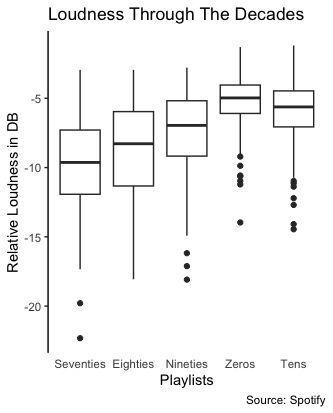 Loudness Through The Decades
Relative Loudness in DB
-5
-10
-15
-20
Seventies Eighties Nineties Zeros Tens
Playlists
Source: Spotify